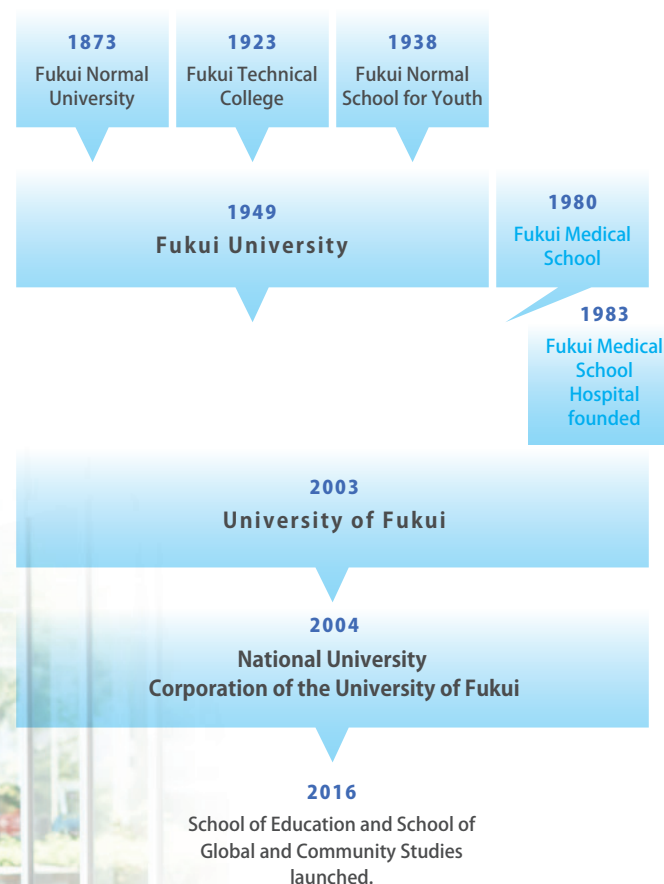 1873
Fukui Normal
University
1923
Fukui Technical
College
1938
Fukui Normal
School for Youth
1949
Fukui University
1980
Fukui Medical
School
1983
Fukui Medical
School
Hospital
founded
2003
University of Fukui
2004
National University
Corporation of the University of Fukui
2016
School of Education and School of
Global and Community Studies
launched.